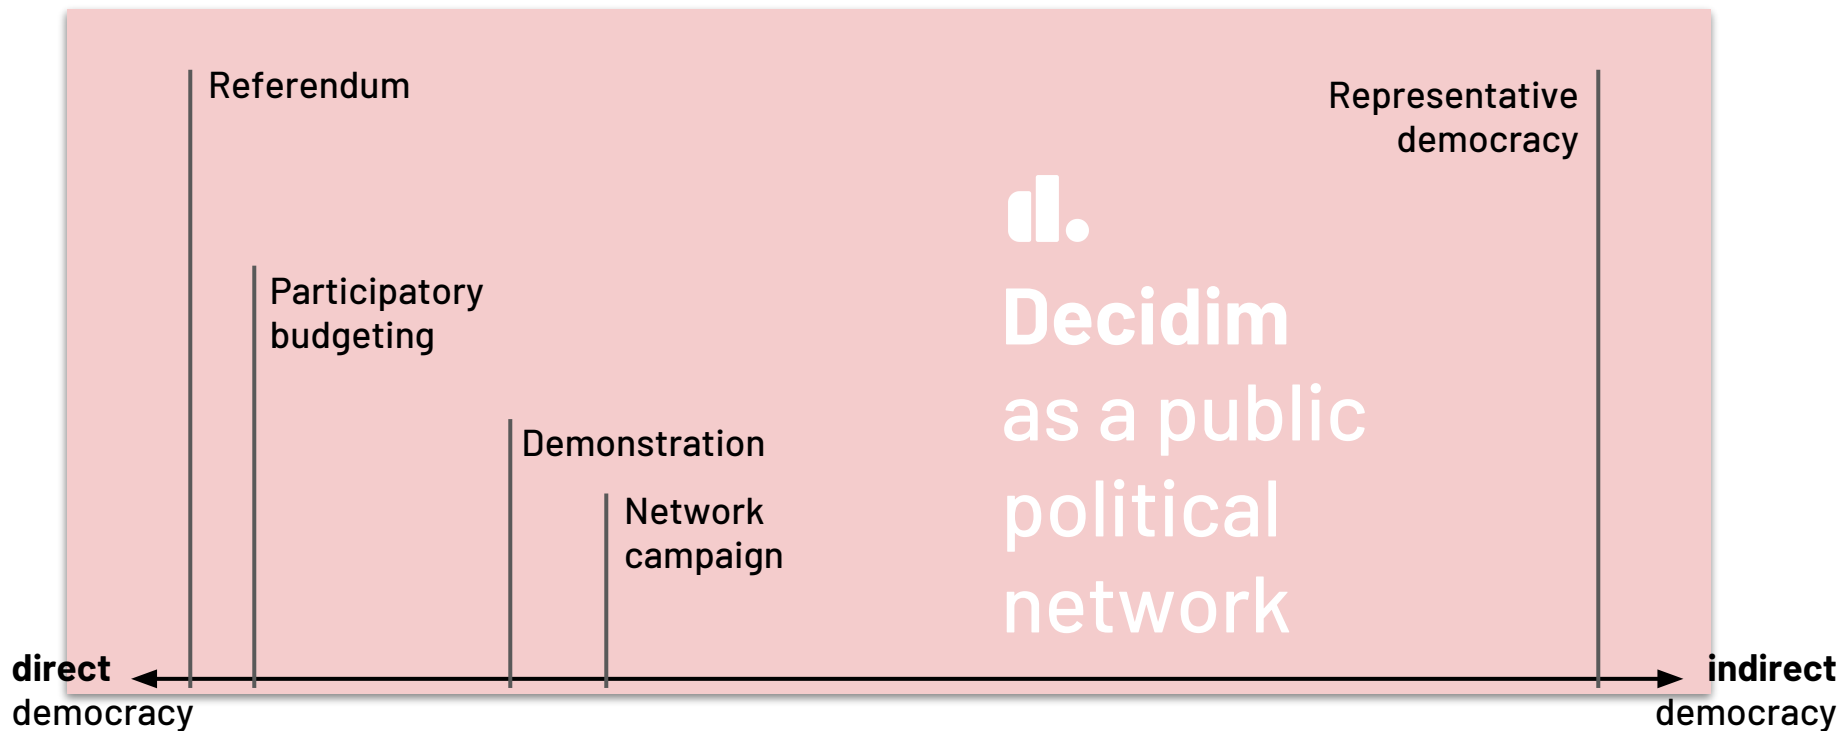 Referendum
Representative
democracy
d.
Participatory
budgeting
Decidim
as a public
political
network
Demonstration
Network
campaign
direct
democracy
indirect
democracy